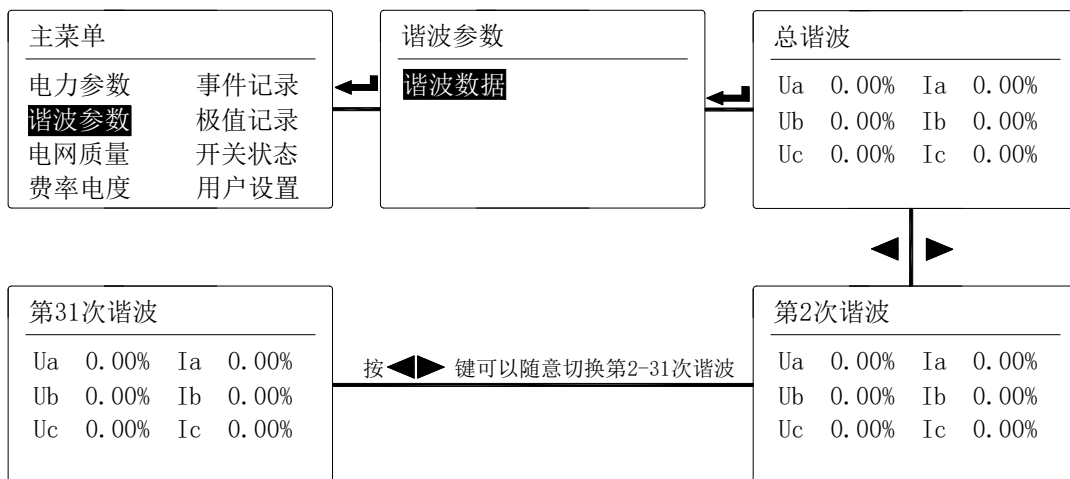 主菜单
电力参数 事件记录
谐波参数 极值记录
电网质量 开关状态
费率电度 用户设置
谐波参数
谐波数据
总谐波
Ua 0.00% Ia 0.00%
Ub 0.00% Ib 0.00%
Uc 0.00% Ic 0.00%
第31次谐波
Ua 0.00% Ia 0.00%
Ub 0.00% Ib 0.00%
Uc 0.00% Ic 0.00%
按◀▶ 键可以随意切换第2-31次谐波
第2次谐波
Ua 0.00% Ia 0.00%
Ub 0.00% Ib 0.00%
Uc 0.00% Ic 0.00%